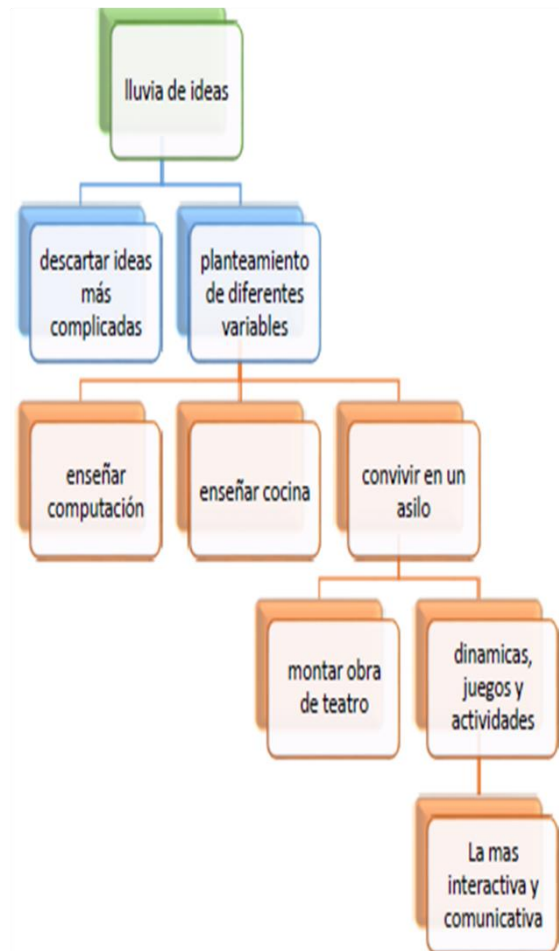 lluvia de ideas
descartar ideas
más
complicadas
planteamiento
de diferentes
variables
enseñar
computación
enseñar cocina
convivir en un
asilo
montar obra
de teatro
dinamicas,
juegos y
actividades
La mas
interactiva y
comunicativa